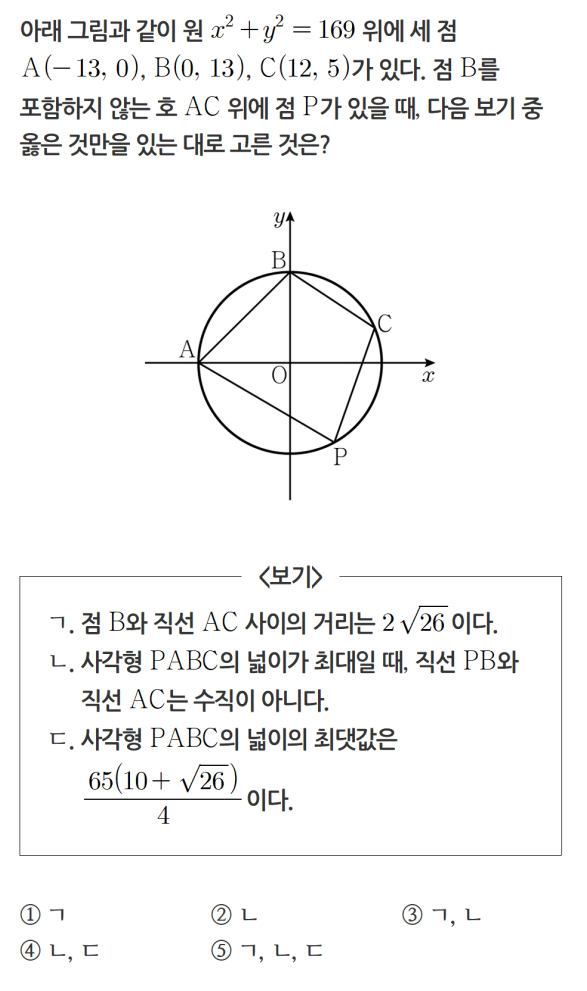 아래 그림과 같이 원 x²+y²=169 위에 세 점
A(−13, 0), B(0, 13), C(12, 5)가 있다. 점 B를
포함하지 않는 호 AC 위에 점 P가 있을 때, 다음 보기 중
옳은 것만을 있는 대로 고른 것은?
y
B
C
A
O
x
P
<보기>
ㄱ. 점 B와 직선 AC 사이의 거리는 2√26이다.
ㄴ. 사각형 PABC의 넓이가 최대일 때, 직선 PB와
직선 AC는 수직이 아니다.
ㄷ. 사각형 PABC의 넓이의 최댓값은
65(10+√26)/4 이다.
① ㄱ ② ㄴ ③ ㄱ, ㄴ
④ ㄴ, ㄷ ⑤ ㄱ, ㄴ, ㄷ